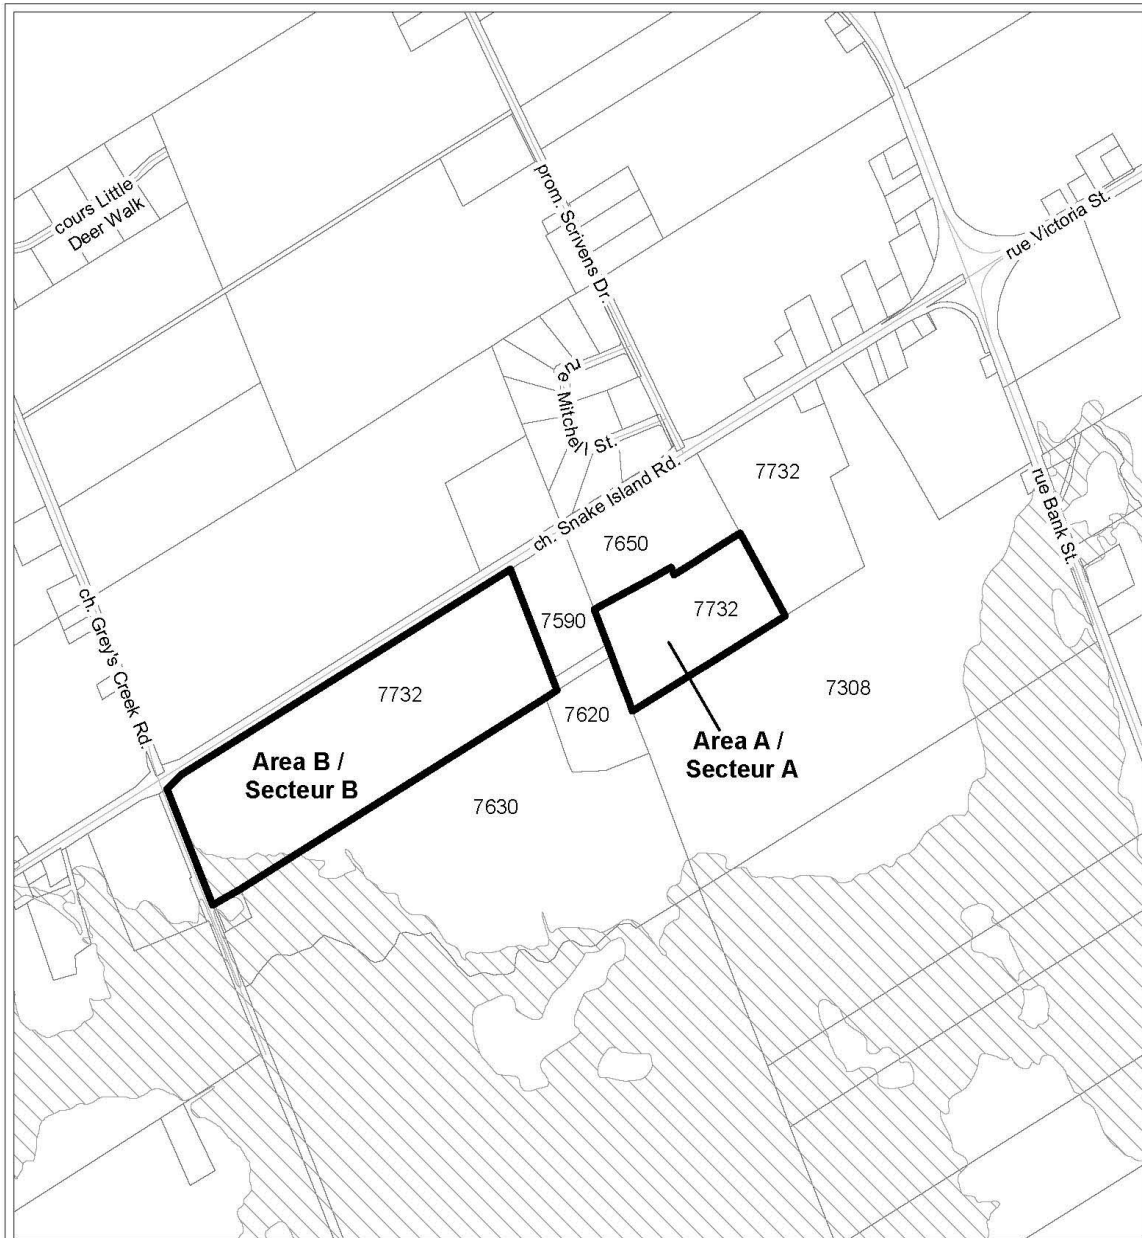 cours Little
Deer Walk
prom. Scrivens Dr.
rue Victoria St.
rue Mitchell St.
ch. Snake Island Rd.
7732
rue Bank St.
7650
ch. Grey's Creek Rd.
7590
7732
7732
7308
7620
Area A /
Secteur A
Area B /
Secteur B
7630